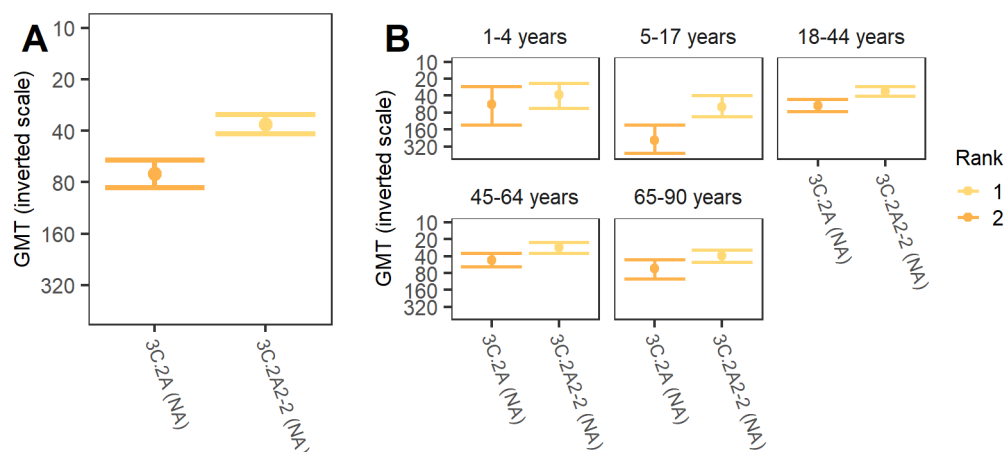 A
GMT (inverted scale)
10
20
40
80
160
320
3C.2A (NA)
3C.2A2-2 (NA)
B
GMT (inverted scale)
1-4 years
5-17 years
18-44 years
10
20
40
80
160
320
3C.2A (NA)
3C.2A2-2 (NA)
45-64 years
65-90 years
10
20
40
80
160
320
3C.2A (NA)
3C.2A2-2 (NA)
3C.2A (NA)
3C.2A2-2 (NA)
Rank
1
2